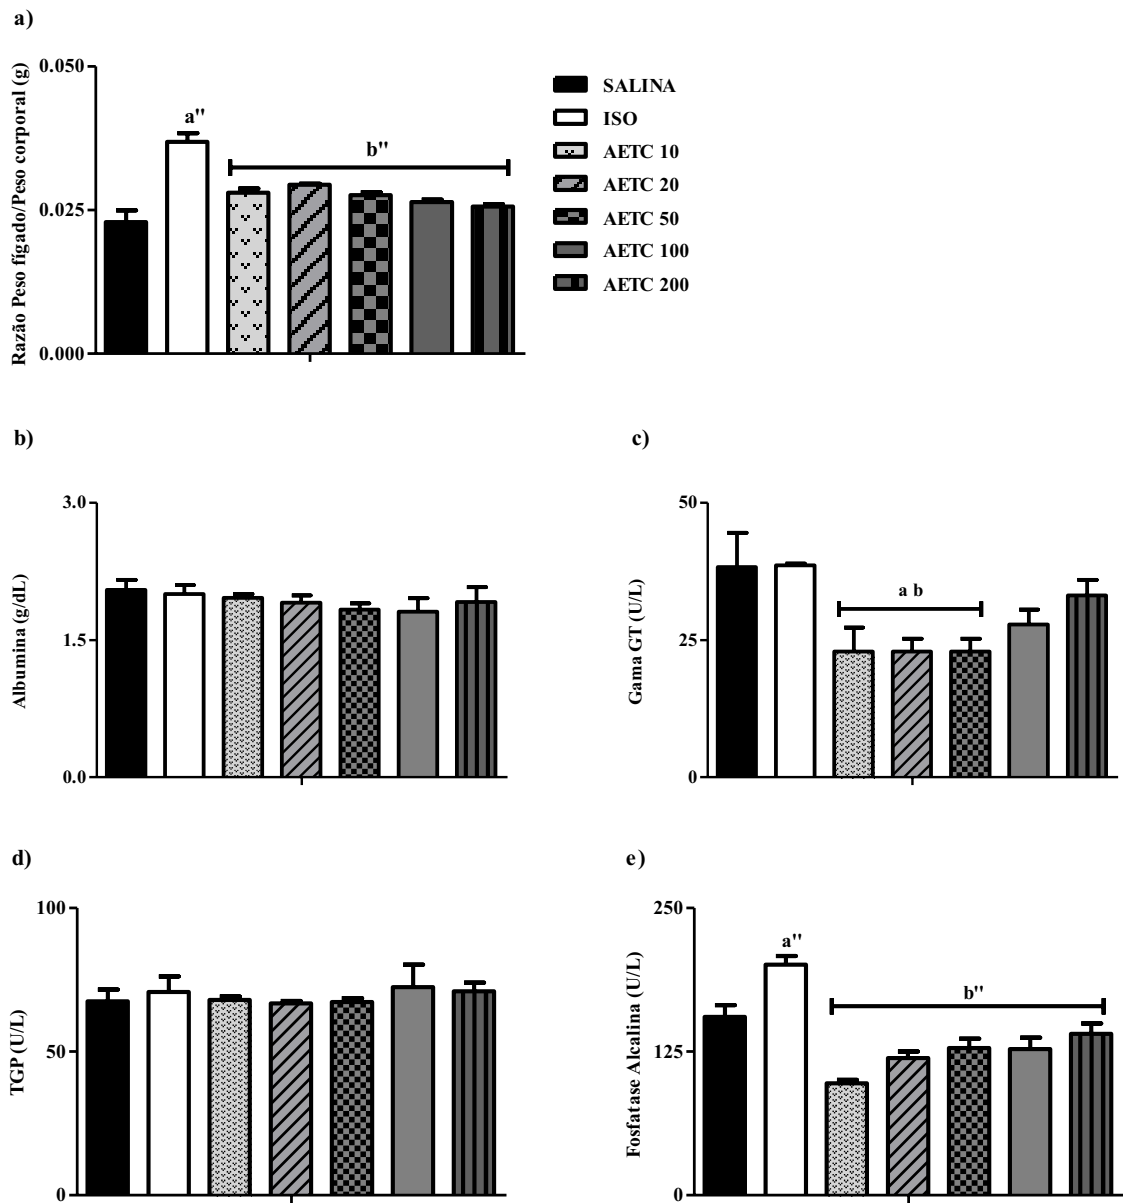 a)
Razão Peso fígado/Peso corporal (g)
0.050
0.025
0.000
a"
b"
SALINA
ISO
AETC 10
AETC 20
AETC 50
AETC 100
AETC 200
b)
Albumina (g/dL)
3.0
1.5
0.0
c)
Gama GT (U/L)
50
25
0
a b
d)
TGP (U/L)
100
50
0
e)
Fosfatase Alcalina (U/L)
250
125
0
a"
b"